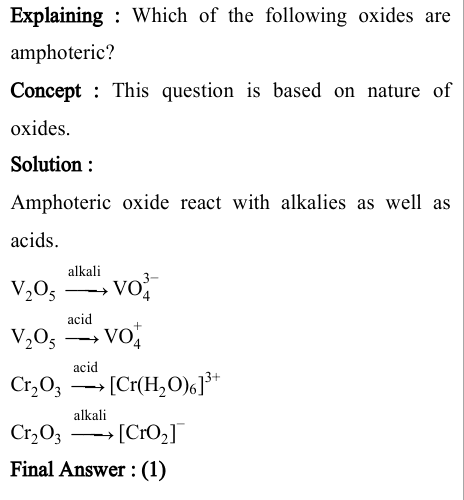 Explaining : Which of the following oxides are
amphoteric?
Concept : This question is based on nature of
oxides.
Solution :
Amphoteric oxide react with alkalies as well as
acids.
V₂O₅ —alkali→ VO₄³⁻
V₂O₅ —acid→ VO₄⁺
Cr₂O₃ —acid→ [Cr(H₂O)₆]³⁺
Cr₂O₃ —alkali→ [CrO₂]⁻
Final Answer : (1)